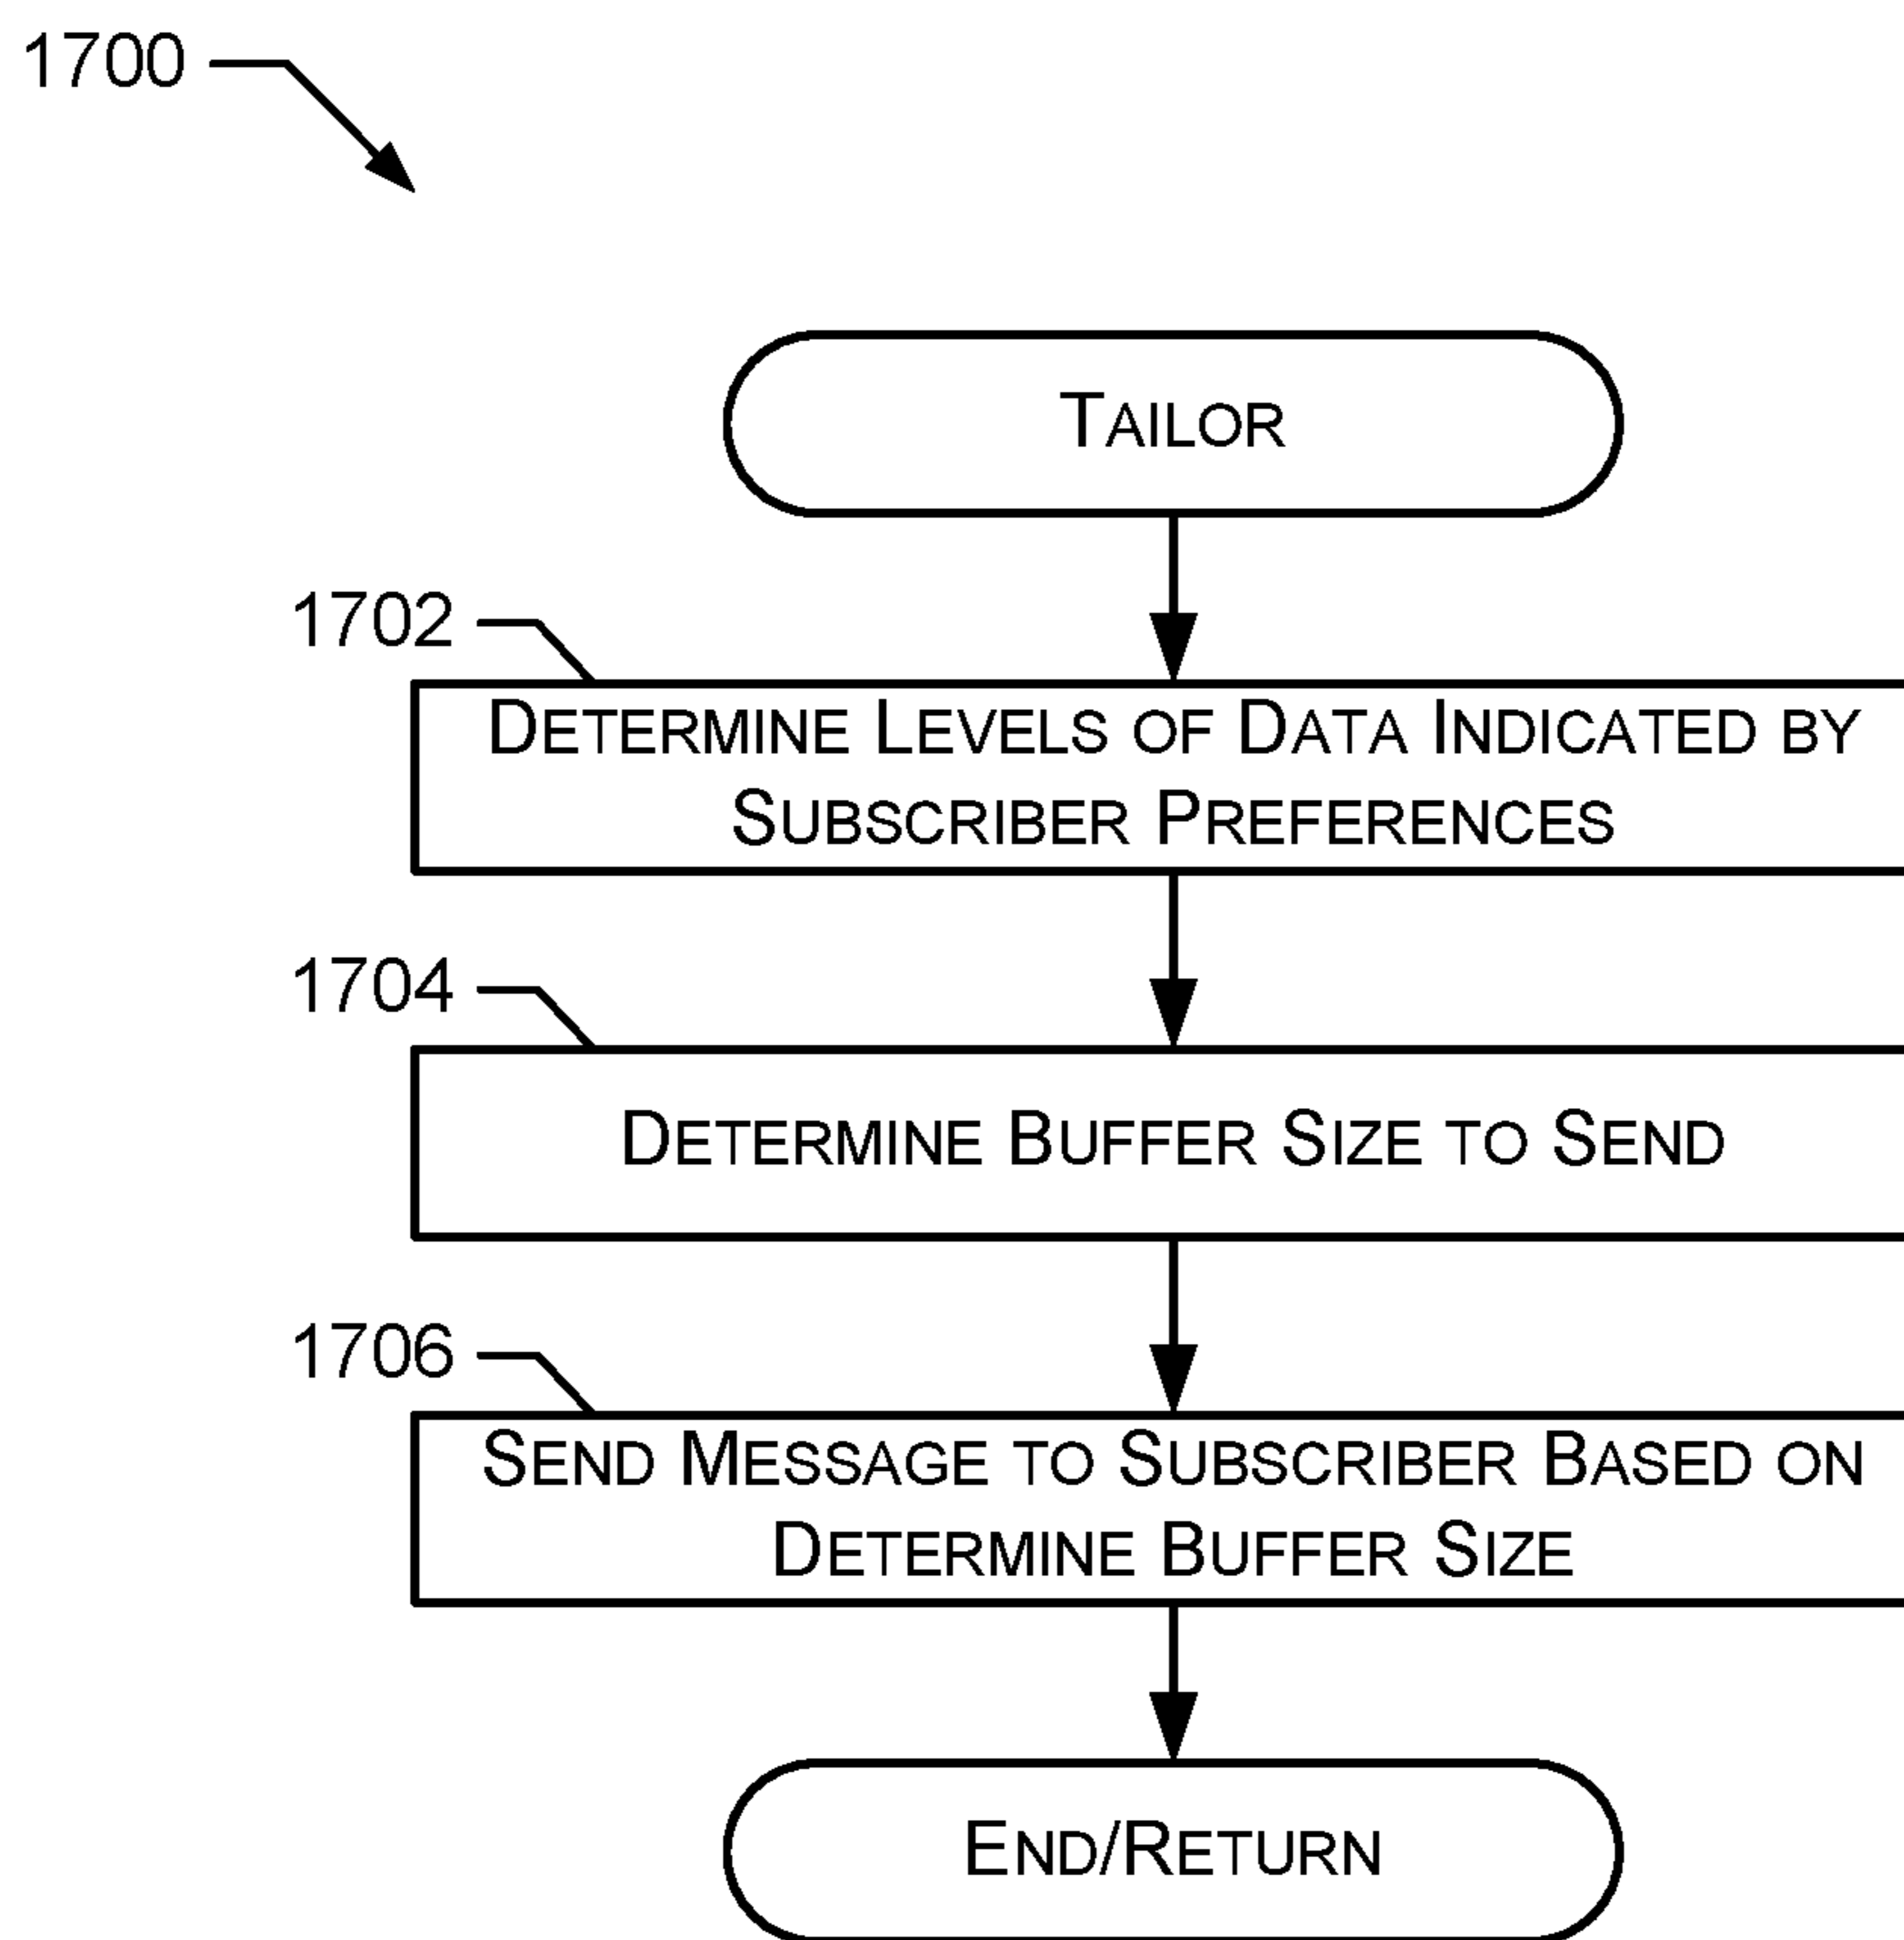 1700
TAILOR
1702
DETERMINE LEVELS OF DATA INDICATED BY
SUBSCRIBER PREFERENCES
1704
DETERMINE BUFFER SIZE TO SEND
1706
SEND MESSAGE TO SUBSCRIBER BASED ON
DETERMINE BUFFER SIZE
END/RETURN